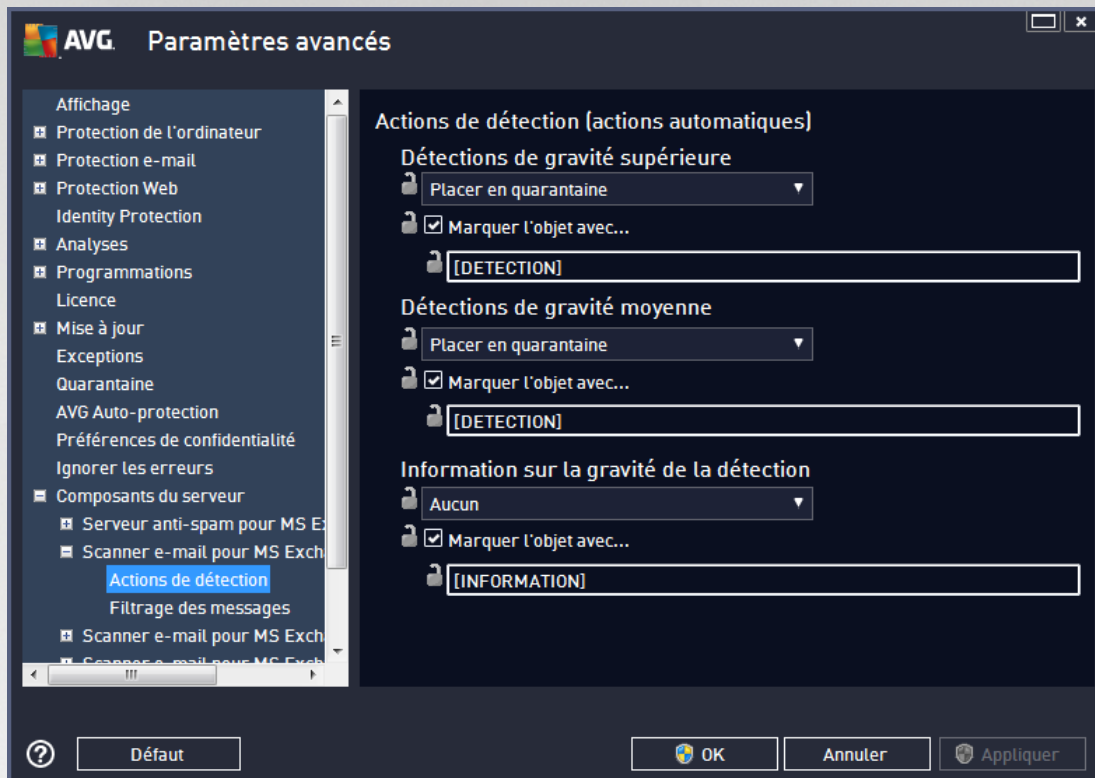 AVG. Paramètres avancés
Affichage
Protection de l'ordinateur
Protection e-mail
Protection Web
Identity Protection
Analyses
Programmations
Licence
Mise à jour
Exceptions
Quarantaine
AVG Auto-protection
Préférences de confidentialité
Ignorer les erreurs
Composants du serveur
Serveur anti-spam pour MS E
Scanner e-mail pour MS Exch
Actions de détection
Filtrage des messages
Scanner e-mail pour MS Exch
Scanner e-mail pour MS Exch
Actions de détection (actions automatiques)
Détections de gravité supérieure
Placer en quarantaine
Marquer l'objet avec...
[DETECTION]
Détections de gravité moyenne
Placer en quarantaine
Marquer l'objet avec...
[DETECTION]
Information sur la gravité de la détection
Aucun
Marquer l'objet avec...
[INFORMATION]
? Défaut
OK
Annuler
Appliquer